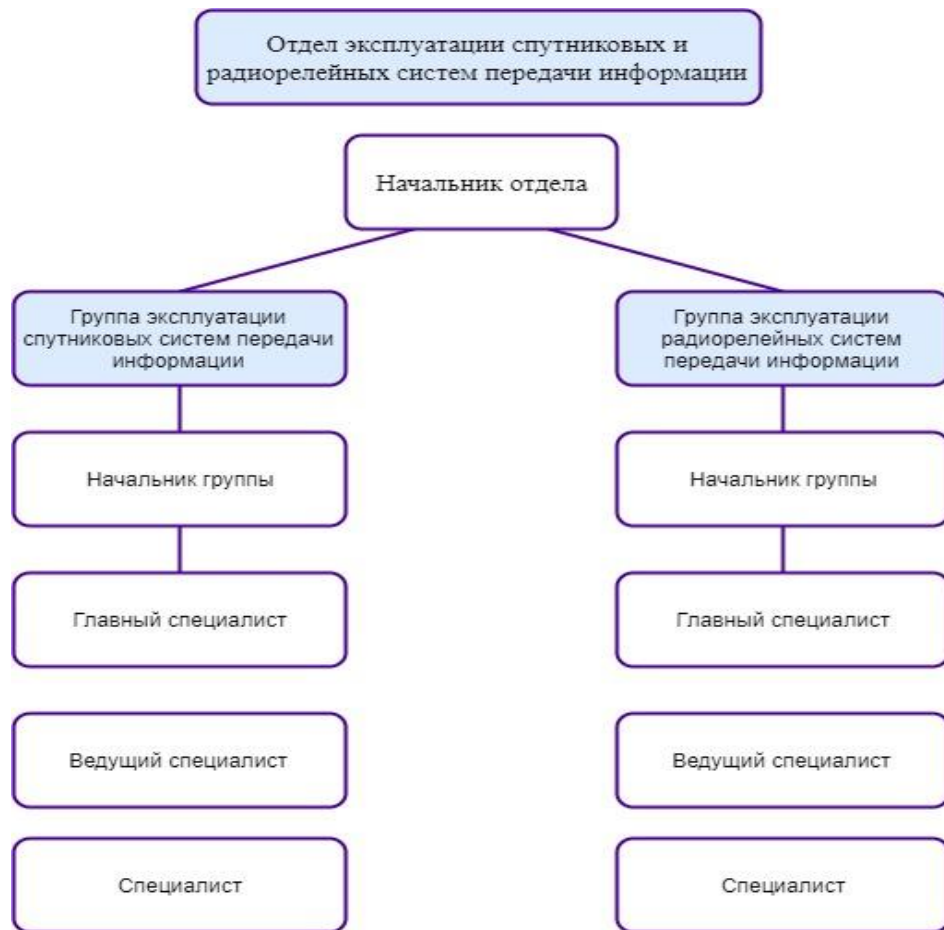 Отдел эксплуатации спутниковых и
радиорелейных систем передачи информации
Начальник отдела
Группа эксплуатации
спутниковых систем передачи
информации
Группа эксплуатации
радиорелейных систем
передачи информации
Начальник группы
Начальник группы
Главный специалист
Главный специалист
Ведущий специалист
Ведущий специалист
Специалист
Специалист